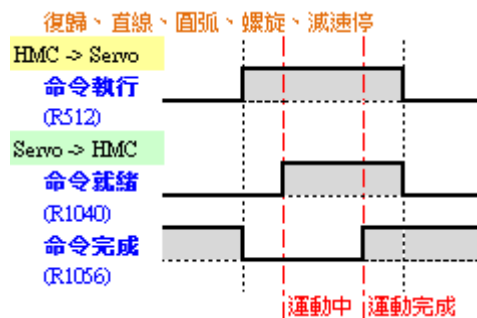 復歸、直線、圓弧、螺旋、減速停
HMC -> Servo
命令執行
(R512)
Servo -> HMC
命令就緒
(R1040)
命令完成
(R1056)
運動中 運動完成